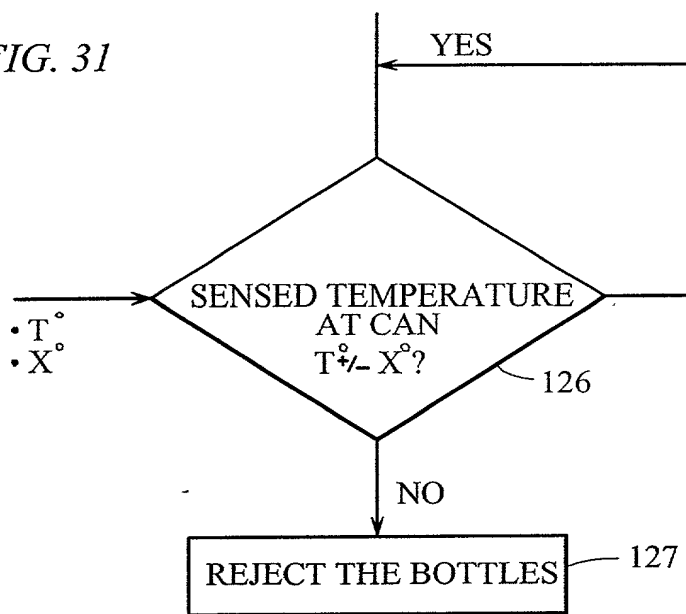 FIG. 31
YES
SENSED TEMPERATURE
AT CAN
T°+/- X°?
• T°
• X°
126
NO
REJECT THE BOTTLES
127